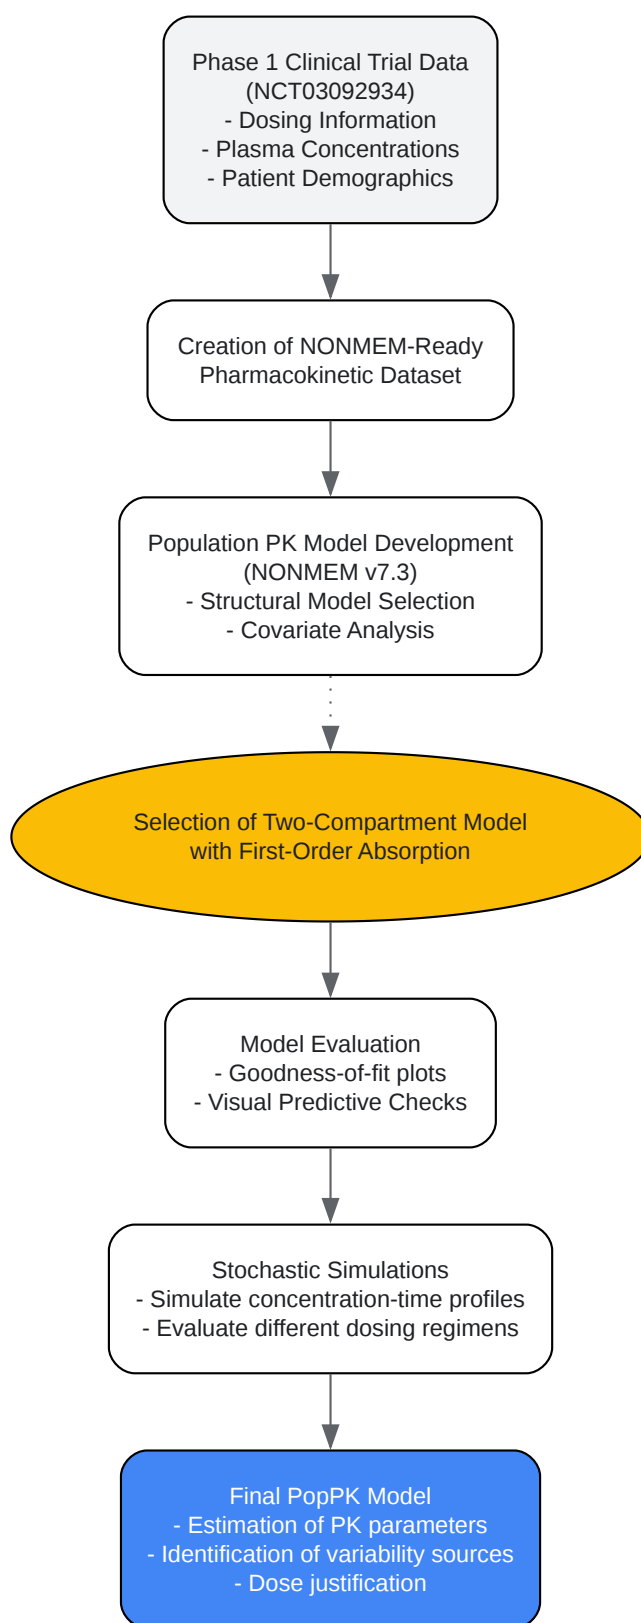 Phase 1 Clinical Trial Data
(NCT03092934)
- Dosing Information
- Plasma Concentrations
- Patient Demographics
Creation of NONMEM-Ready
Pharmacokinetic Dataset
Population PK Model Development
(NONMEM v7.3)
- Structural Model Selection
- Covariate Analysis
Selection of Two-Compartment Model
with First-Order Absorption
Model Evaluation
- Goodness-of-fit plots
- Visual Predictive Checks
Stochastic Simulations
- Simulate concentration-time profiles
- Evaluate different dosing regimens
Final PopPK Model
- Estimation of PK parameters
- Identification of variability sources
- Dose justification